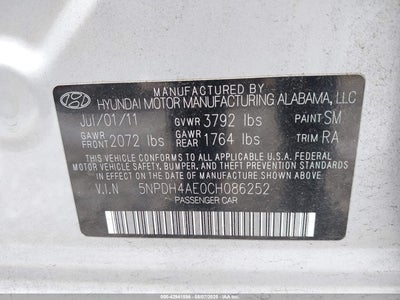 MANUFACTURED BY
HYUNDAI MOTOR MANUFACTURING ALABAMA, LLC
Jul/01/11 GVWR 3792 lbs PAINT SM
GAWR FRONT 2072 lbs GAWR REAR 1764 lbs TRIM RA
THIS VEHICLE CONFORMS TO ALL APPLICABLE U.S. FEDERAL
MOTOR VEHICLE SAFETY, BUMPER, AND THEFT PREVENTION
STANDARDS IN EFFECT ON THE DATE OF MANUFACTURE SHOWN ABOVE.
V.I.N 5NPDH4AE0CH086252
PASSENGER CAR